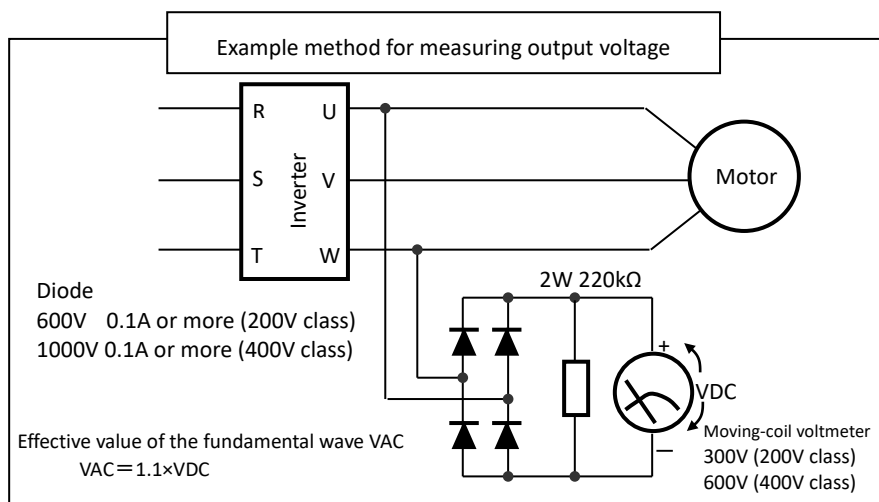 Example method for measuring output voltage
R
U
S
V
T
W
Inverter
Motor
2W 220kΩ
Diode
600V 0.1A or more (200V class)
1000V 0.1A or more (400V class)
+
VDC
−
Moving-coil voltmeter
300V (200V class)
600V (400V class)
Effective value of the fundamental wave VAC
VAC＝1.1×VDC